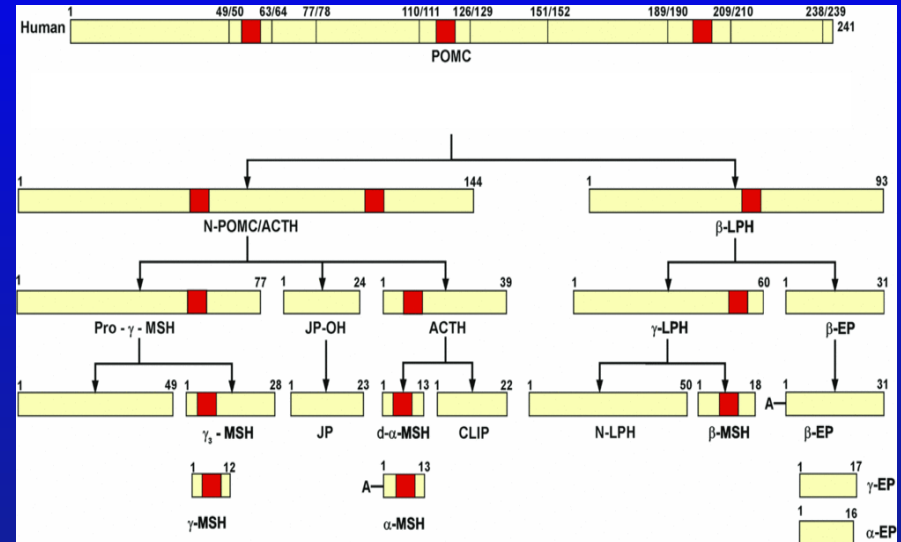 1 49/50 63/64 77/78 110/111 126/129 151/152 189/190 209/210 238/239
Human 241
POMC
1 144 1 93
N-POMC/ACTH β-LPH
1 77 1 24 1 39 60 1 31
Pro - γ - MSH JP-OH ACTH γ-LPH β-EP
1 49 1 28 1 23 1 13 1 22 1 50 1 18 1 31
A
γ₃ - MSH JP d-α-MSH CLIP N-LPH β-MSH β-EP
1 12 1 13 1 17
A γ-EP
γ-MSH α-MSH
1 16
α-EP